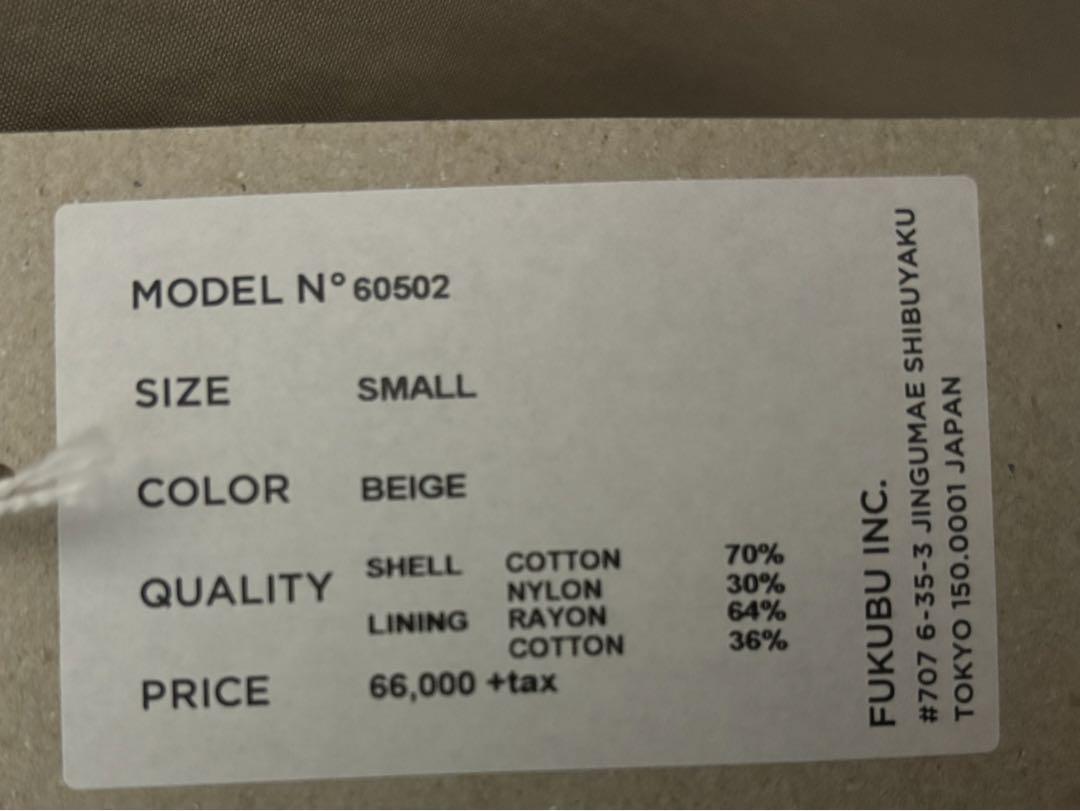 MODEL N° 60502
SIZE SMALL
COLOR BEIGE
QUALITY SHELL COTTON 70%
NYLON 30%
LINING RAYON 64%
COTTON 36%
PRICE 66,000 +tax
FUKUBU INC.
#707 6-35-3 JINGUMAE SHIBUYAKU
TOKYO 150.0001 JAPAN